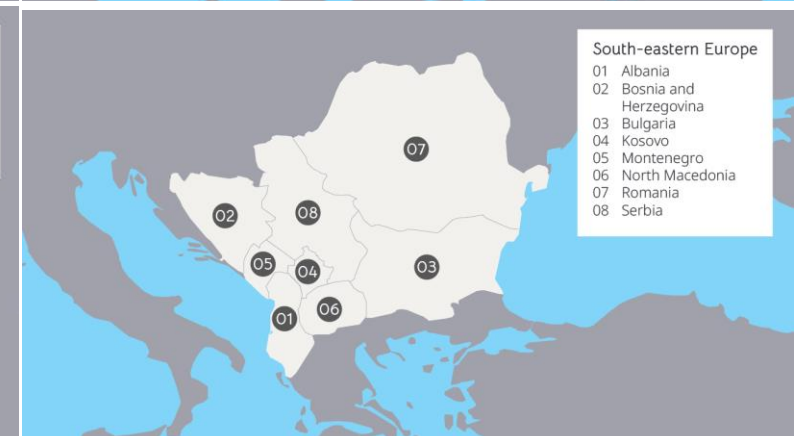 South-eastern Europe
01 Albania
02 Bosnia and
Herzegovina
03 Bulgaria
04 Kosovo
05 Montenegro
06 North Macedonia
07 Romania
08 Serbia
07
02
08
05
04
03
06
01